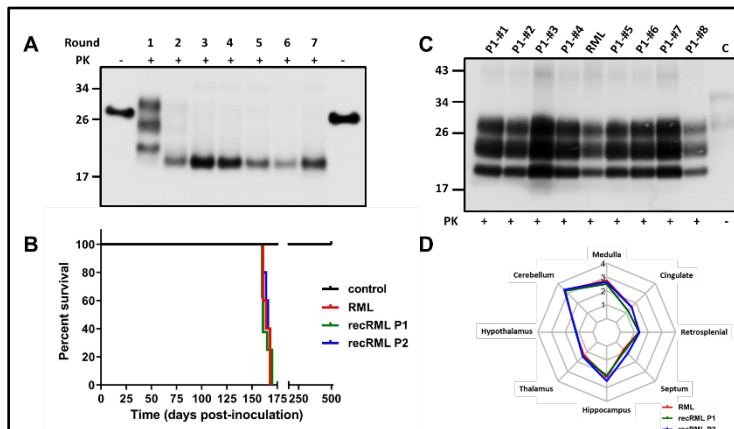 A
Round 1 2 3 4 5 6 7
PK - + + + + + + + -
34
26
17
B
Percent survival
100
80
60
40
20
0
0 25 50 75 100 125 150 175 250 500
Time (days post-inoculation)
control
RML
recRML P1
recRML P2
C
P1-#1 P1-#2 P1-#3 P1-#4 RML P1-#5 P1-#6 P1-#7 P1-#8 C
43
34
26
17
PK + + + + + + + + + -
D
Medulla
Cingulate
Retrosplenial
Septum
Hippocampus
Thalamus
Hypothalamus
Cerebellum
4
3
2
1
RML
recRML P1
recRML P2